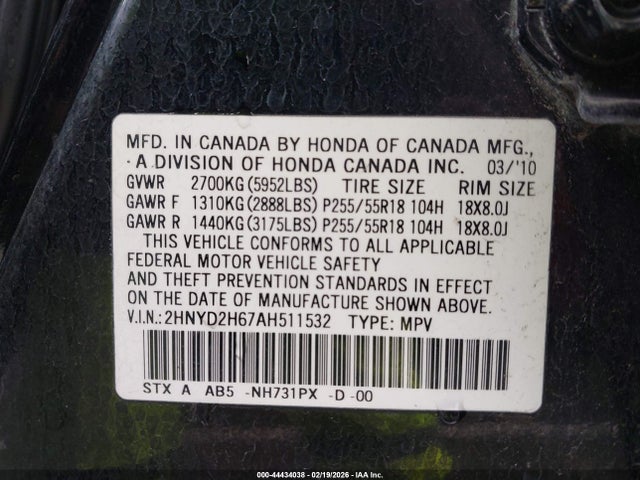 MFD. IN CANADA BY HONDA OF CANADA MFG.,
A DIVISION OF HONDA CANADA INC. 03/'10
GVWR 2700KG(5952LBS) TIRE SIZE RIM SIZE
GAWR F 1310KG(2888LBS) P255/55R18 104H 18X8.0J
GAWR R 1440KG(3175LBS) P255/55R18 104H 18X8.0J
THIS VEHICLE CONFORMS TO ALL APPLICABLE
FEDERAL MOTOR VEHICLE SAFETY
AND THEFT PREVENTION STANDARDS IN EFFECT
ON THE DATE OF MANUFACTURE SHOWN ABOVE.
V.I.N.:2HNYD2H67AH511532 TYPE: MPV
STX A AB5 -NH731PX -D -00
000-44434038 - 02/19/2026 - IAA Inc.